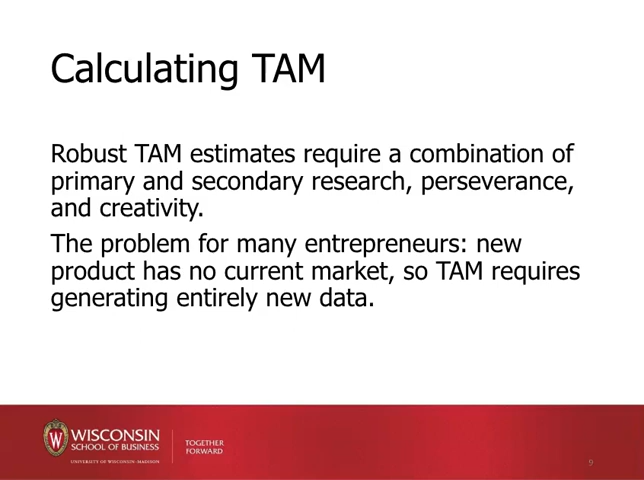 Calculating TAM
Robust TAM estimates require a combination of
primary and secondary research, perseverance,
and creativity.
The problem for many entrepreneurs: new
product has no current market, so TAM requires
generating entirely new data.
W
WISCONSIN
SCHOOL OF BUSINESS
UNIVERSITY OF WISCONSIN-MADISON
TOGETHER
FORWARD
9